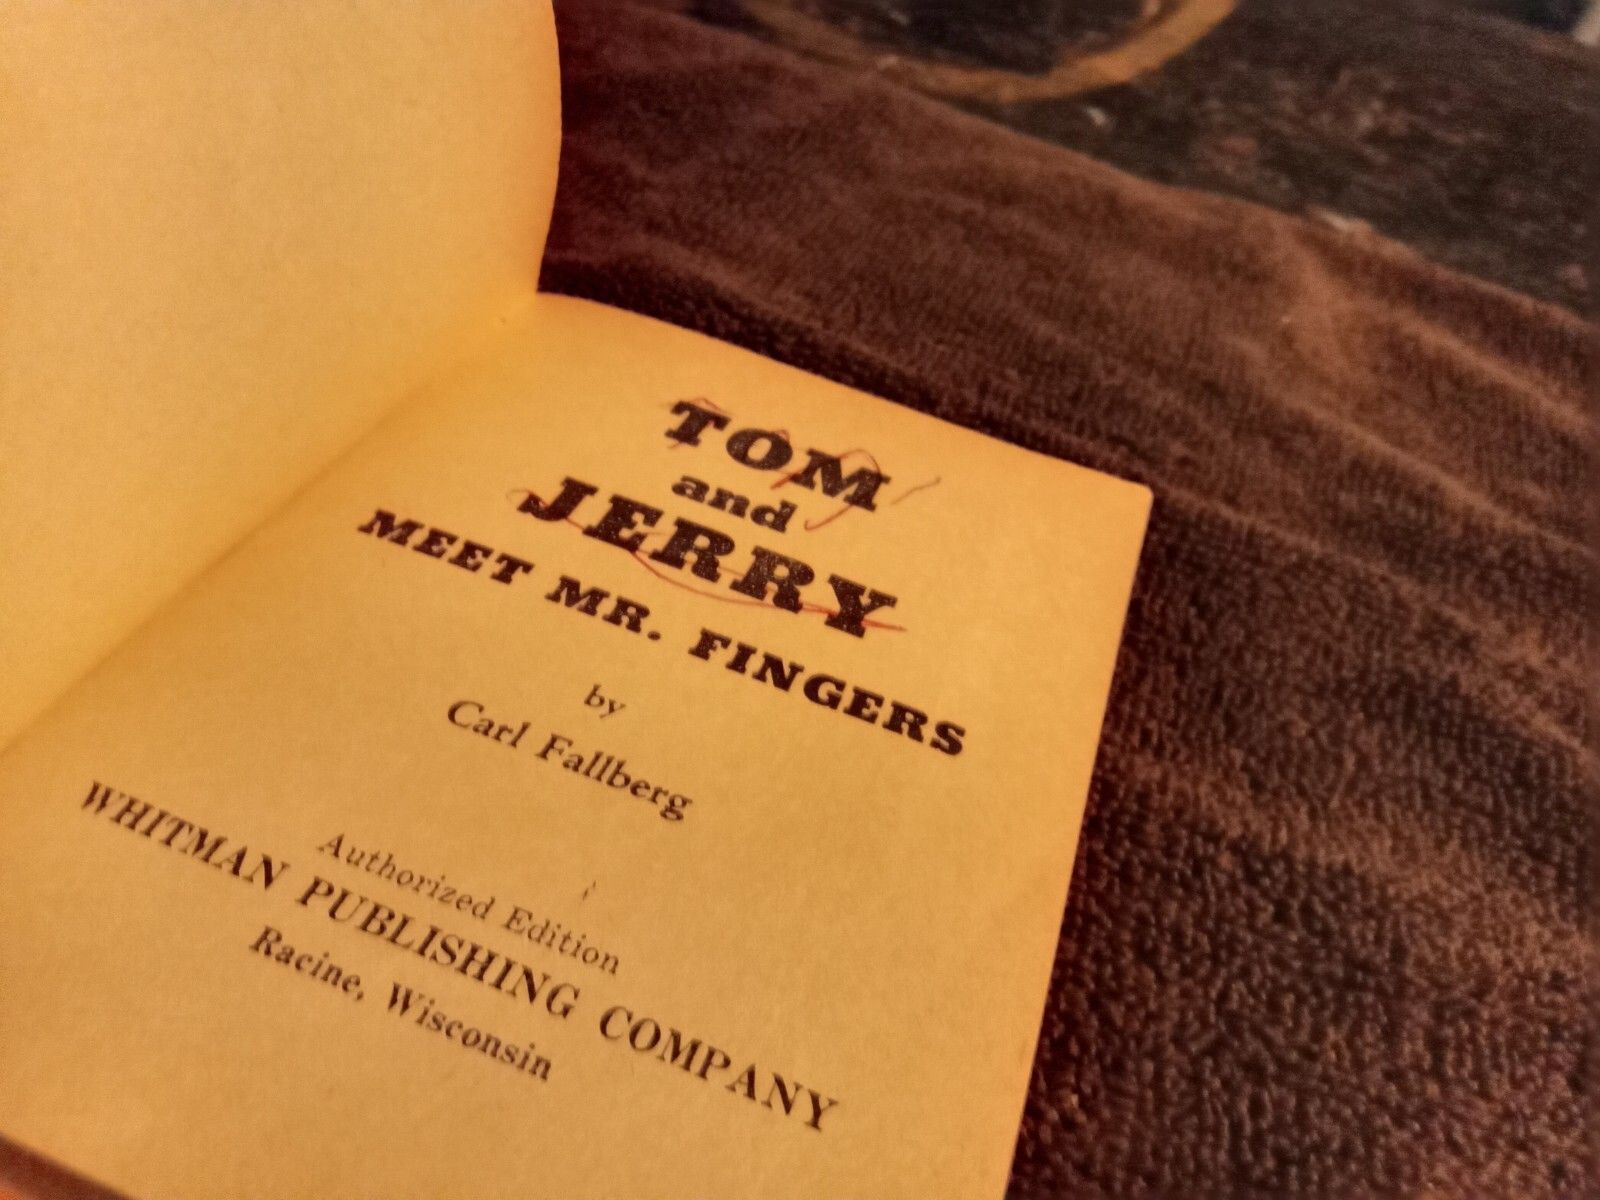 TOM
and
JERRY
MEET MR. FINGERS
by
Carl Fallberg
Authorized Edition
WHITMAN PUBLISHING COMPANY
Racine, Wisconsin